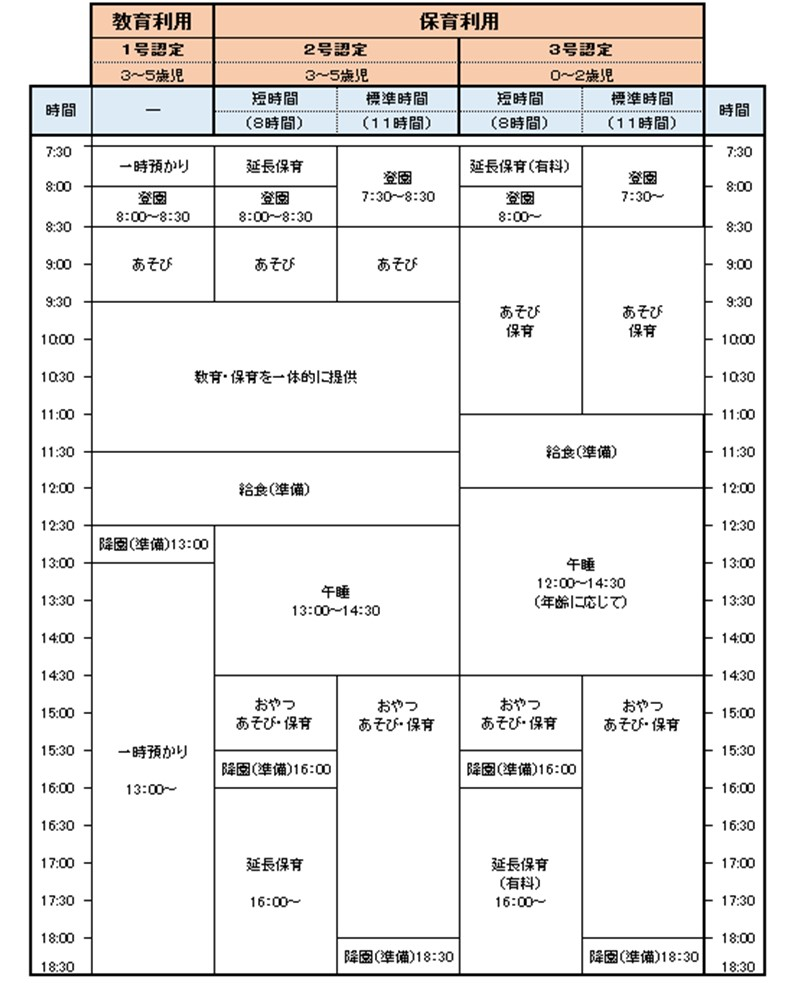 教育利用 保育利用
1号認定 2号認定 3号認定
3〜5歳児 3〜5歳児 0〜2歳児
時間 － 短時間 標準時間 短時間 標準時間 時間
(8時間) (11時間) (8時間) (11時間)
7:30 7:30
一時預かり 延長保育 登園 延長保育(有料) 登園
7:30〜8:30 7:30〜
8:00 8:00
登園 登園 登園
8:00〜8:30 8:00〜8:30 8:00〜
8:30 8:30
9:00 あそび あそび あそび 9:00
9:30 9:30
あそび あそび
保育 保育
10:00 10:00
10:30 教育・保育を一体的に提供 10:30
11:00 11:00
11:30 給食(準備) 11:30
12:00 給食(準備) 12:00
12:30 12:30
降園(準備)13:00
13:00 午睡 13:00
12:00〜14:30
午睡
13:30 13:00〜14:30 (年齢に応じて) 13:30
14:00 14:00
14:30 14:30
おやつ おやつ おやつ おやつ
15:00 あそび・保育 あそび・保育 あそび・保育 あそび・保育 15:00
15:30 一時預かり 15:30
降園(準備)16:00 降園(準備)16:00
16:00 13:00〜 16:00
16:30 16:30
17:00 延長保育 延長保育 17:00
(有料)
17:30 16:00〜 16:00〜 17:30
18:00 18:00
降園(準備)18:30 降園(準備)18:30
18:30 18:30